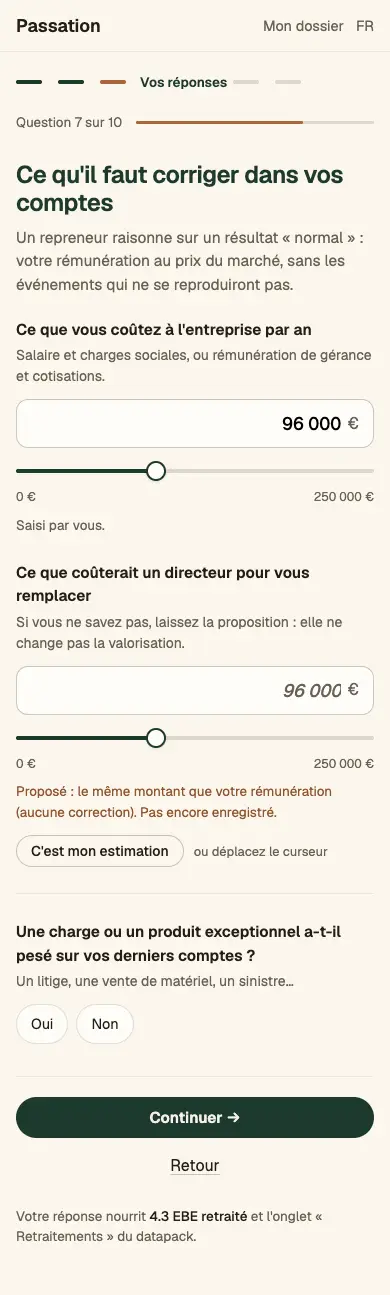 Passation
Mon dossier FR
Vos réponses
Question 7 sur 10
Ce qu'il faut corriger dans vos
comptes
Un repreneur raisonne sur un résultat « normal » :
votre rémunération au prix du marché, sans les
événements qui ne se reproduiront pas.
Ce que vous coûtez à l'entreprise par an
Salaire et charges sociales, ou rémunération de gérance
et cotisations.
96 000 €
0 €
250 000 €
Saisi par vous.
Ce que coûterait un directeur pour vous
remplacer
Si vous ne savez pas, laissez la proposition : elle ne
change pas la valorisation.
96 000 €
0 €
250 000 €
Proposé : le même montant que votre rémunération
(aucune correction). Pas encore enregistré.
C'est mon estimation
ou déplacez le curseur
Une charge ou un produit exceptionnel a-t-il
pesé sur vos derniers comptes ?
Un litige, une vente de matériel, un sinistre…
Oui
Non
Continuer →
Retour
Votre réponse nourrit 4.3 EBE retraité et l'onglet «
Retraitements » du datapack.